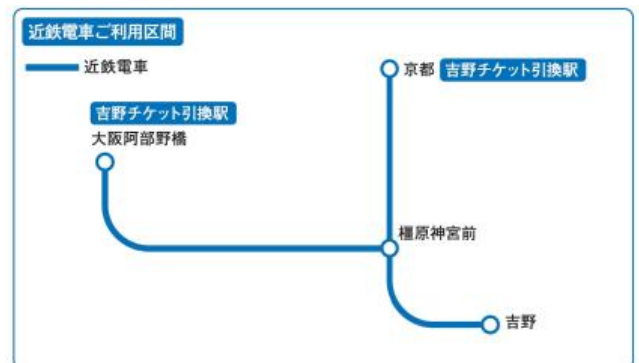 近鉄電車ご利用区間
近鉄電車
京都 吉野チケット引換駅
吉野チケット引換駅
大阪阿部野橋
橿原神宮前
吉野